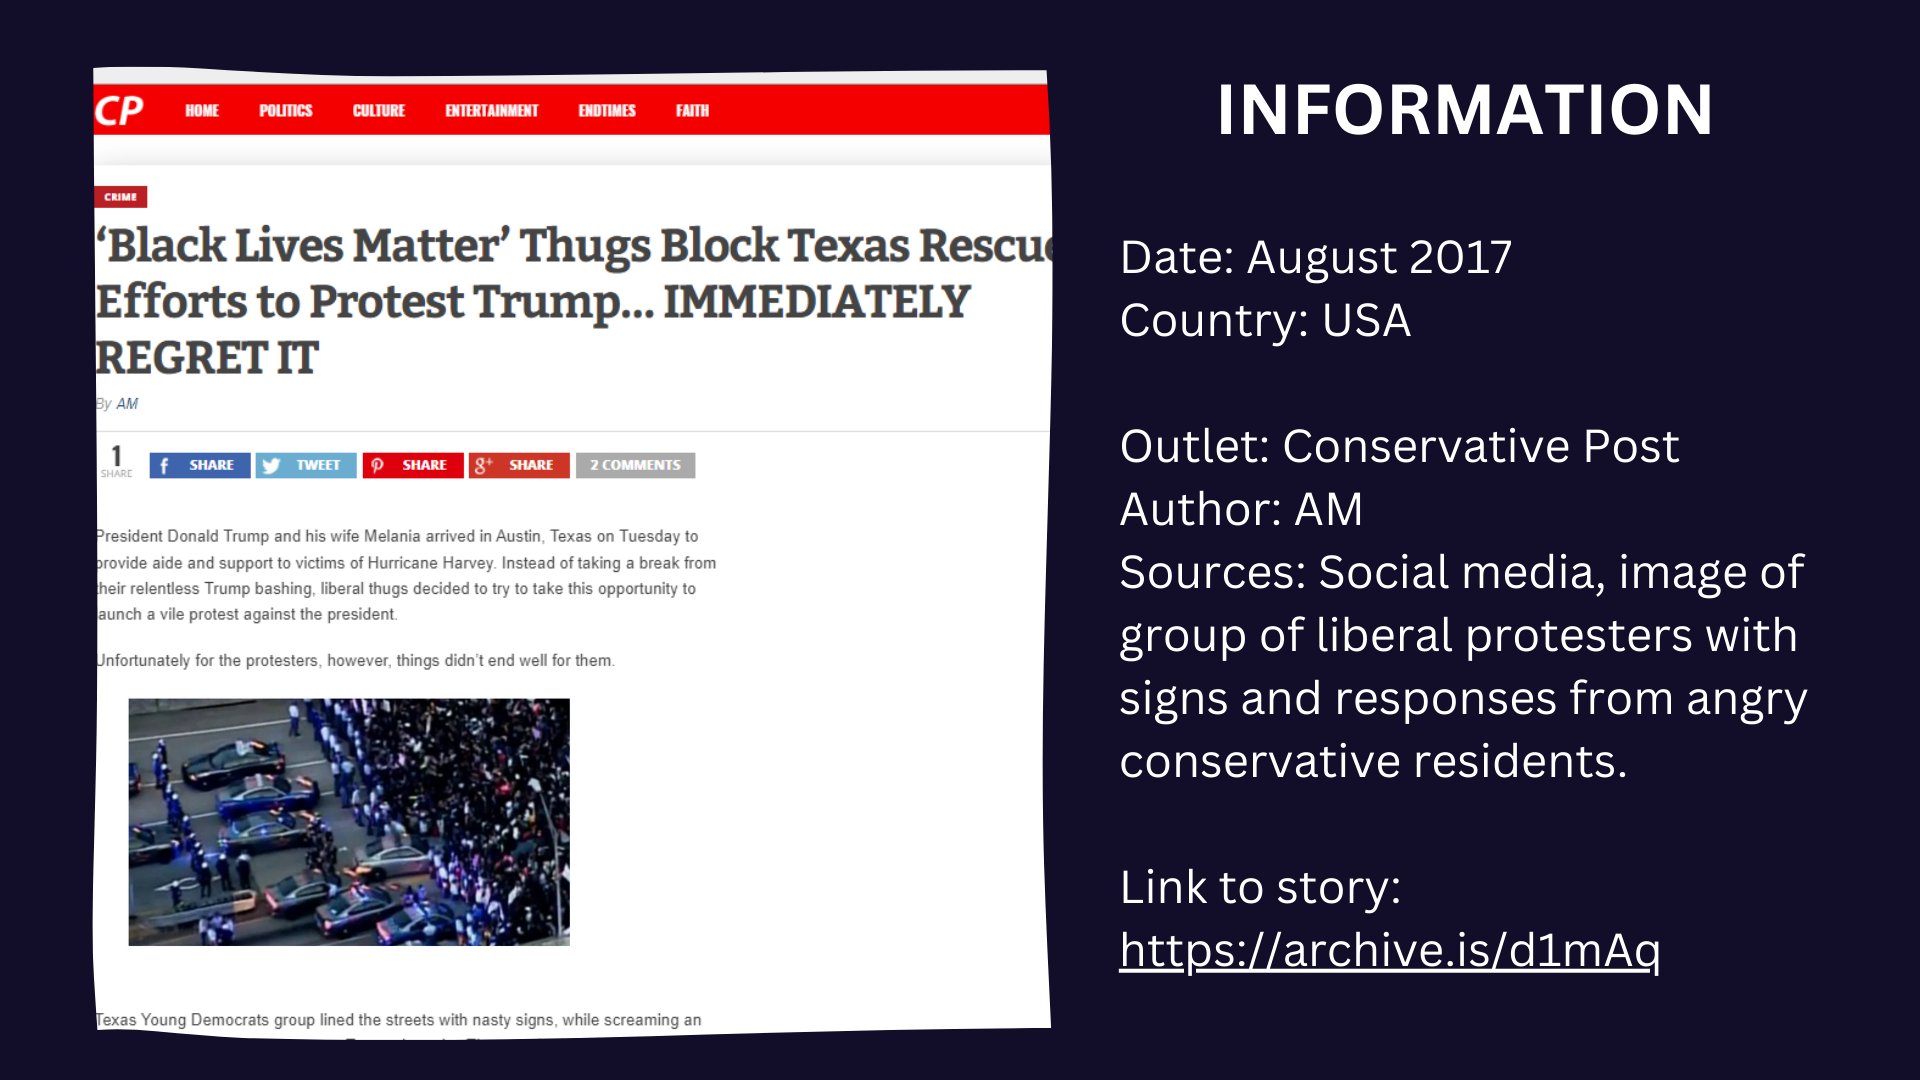 CP HOME POLITICS CULTURE ENTERTAINMENT ENDTIMES FAITH
CRIME
‘Black Lives Matter’ Thugs Block Texas Rescue
Efforts to Protest Trump... IMMEDIATELY
REGRET IT
By AM
1
SHARE
SHARE TWEET SHARE SHARE 2 COMMENTS
President Donald Trump and his wife Melania arrived in Austin, Texas on Tuesday to
provide aide and support to victims of Hurricane Harvey. Instead of taking a break from
their relentless Trump bashing, liberal thugs decided to try to take this opportunity to
launch a vile protest against the president.
Unfortunately for the protesters, however, things didn’t end well for them.
Texas Young Democrats group lined the streets with nasty signs, while screaming an
INFORMATION
Date: August 2017
Country: USA
Outlet: Conservative Post
Author: AM
Sources: Social media, image of
group of liberal protesters with
signs and responses from angry
conservative residents.
Link to story:
https://archive.is/d1mAq